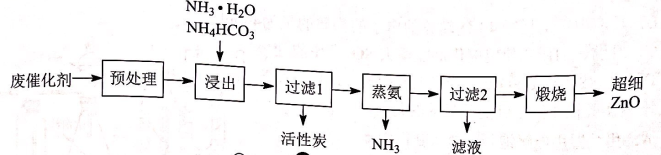 NH₃·H₂O
NH₄HCO₃
废催化剂 预处理 浸出 过滤1 蒸氨 过滤2 煅烧 超细
ZnO
活性炭 NH₃ 滤液